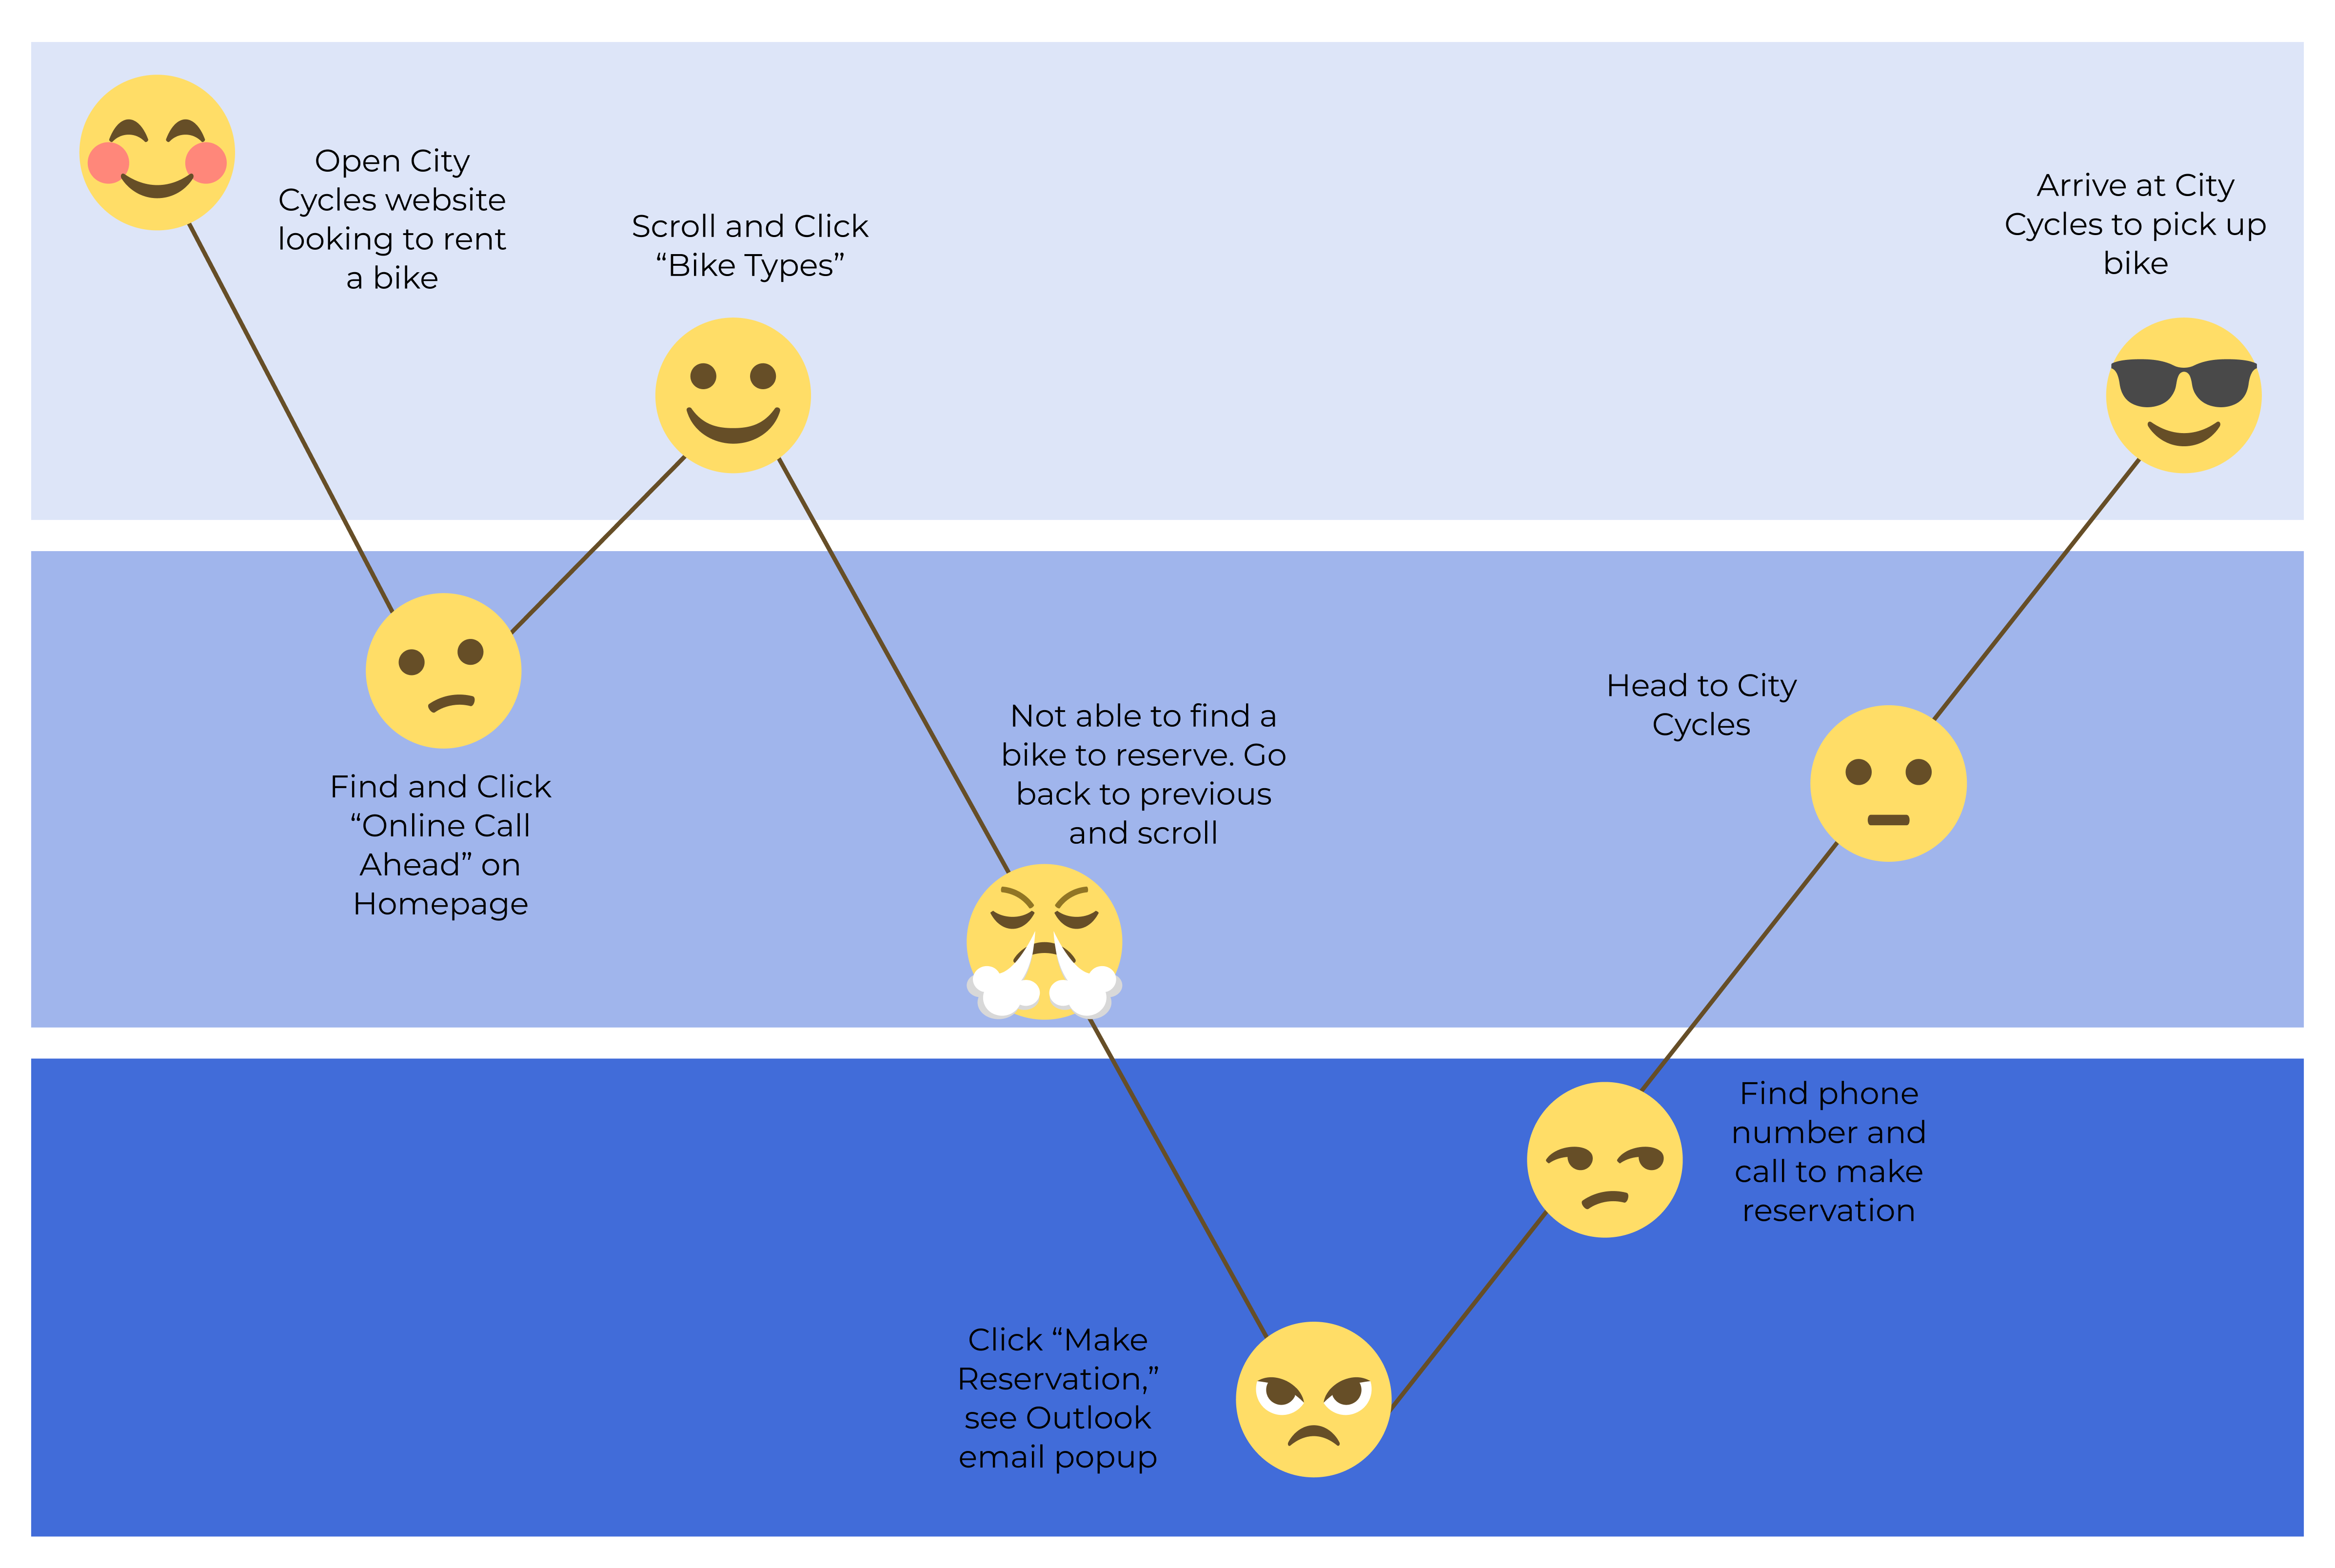 Open City
Cycles website
looking to rent
a bike
Find and Click
“Online Call
Ahead” on
Homepage
Scroll and Click
“Bike Types”
Not able to find a
bike to reserve. Go
back to previous
and scroll
Click “Make
Reservation,”
see Outlook
email popup
Find phone
number and
call to make
reservation
Head to City
Cycles
Arrive at City
Cycles to pick up
bike